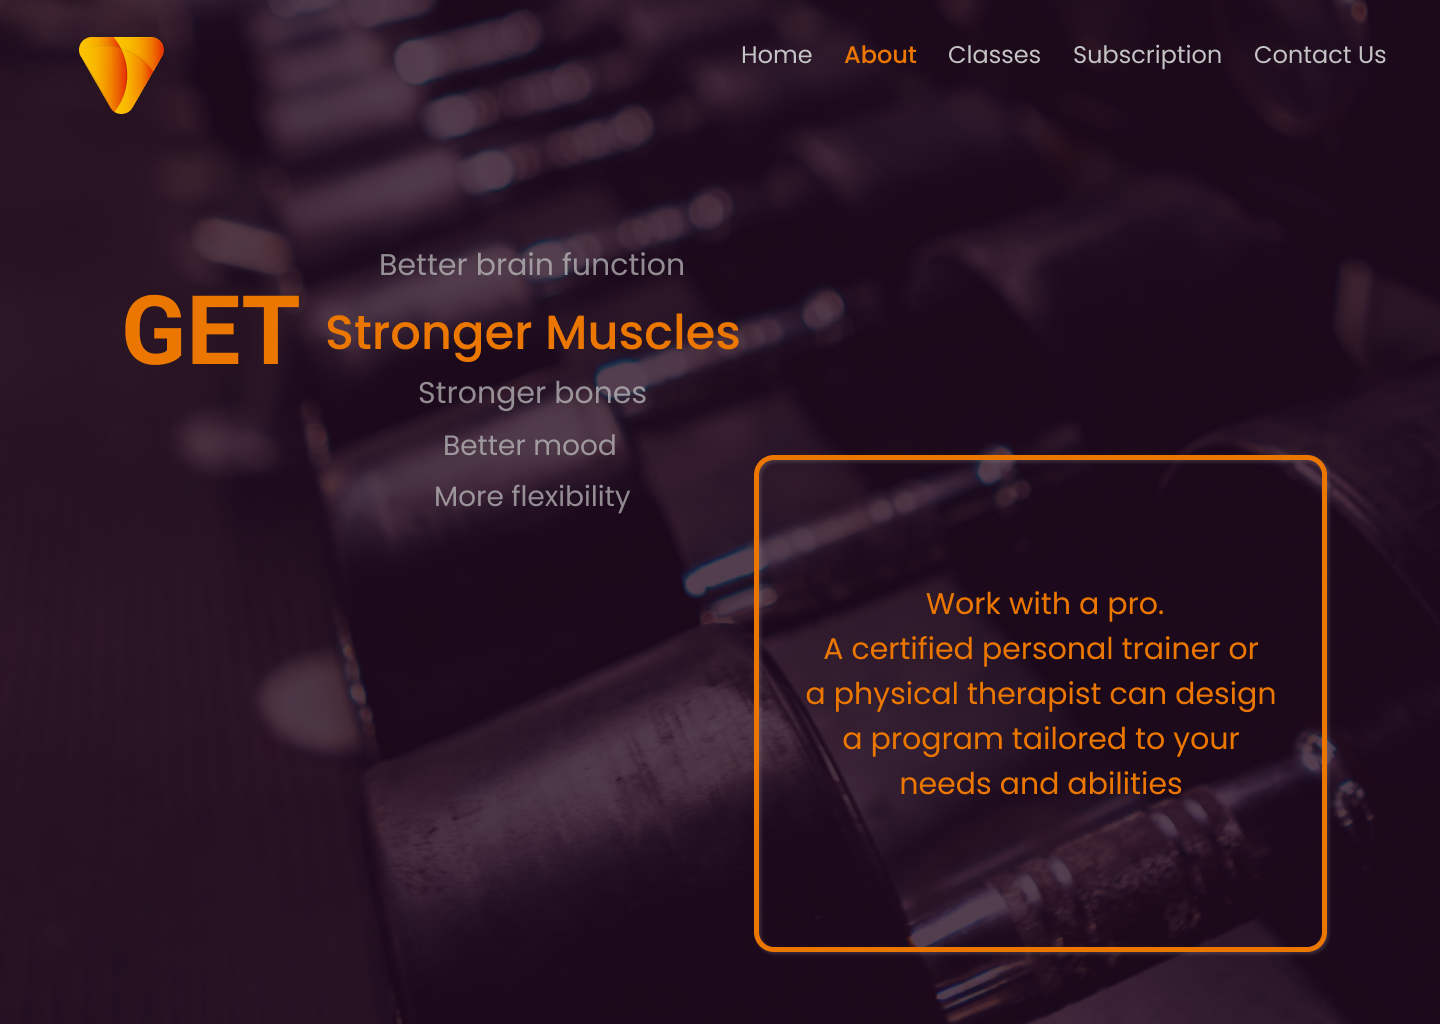 Home About Classes Subscription Contact Us
Better brain function
GET Stronger Muscles
Stronger bones
Better mood
More flexibility
Work with a pro.
A certified personal trainer or
a physical therapist can design
a program tailored to your
needs and abilities